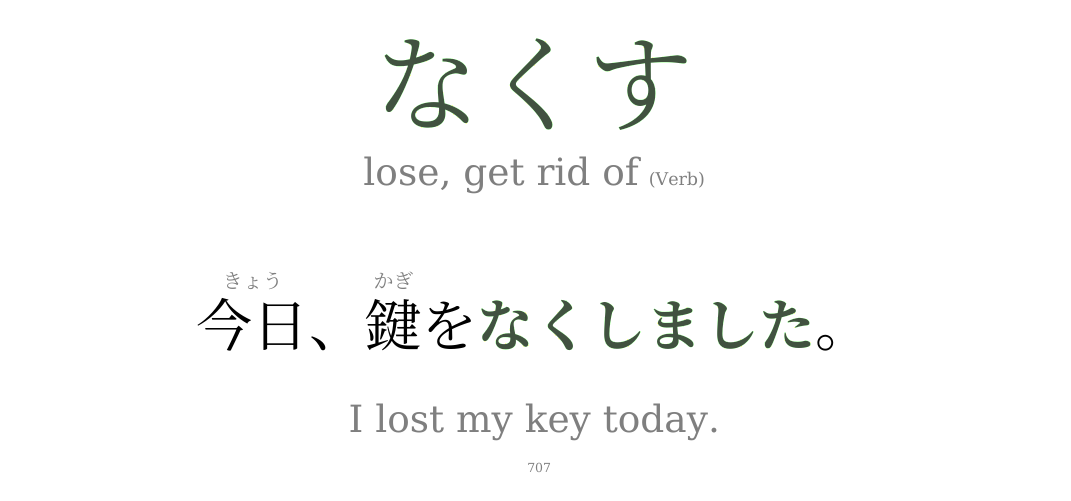 なくす
lose, get rid of (Verb)
きょう かぎ
今日、鍵をなくしました。
I lost my key today.
707